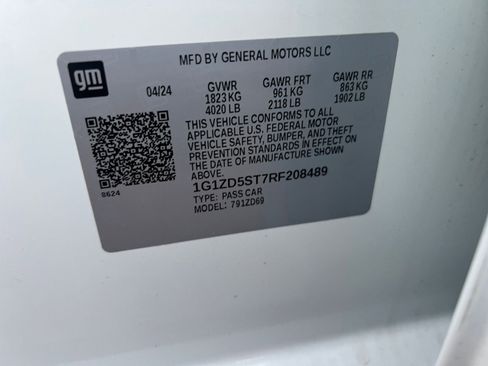 MFD BY GENERAL MOTORS LLC
gm
04/24 GVWR GAWR FRT GAWR RR
1823 KG 961 KG 863 KG
4020 LB 2118 LB 1902 LB
THIS VEHICLE CONFORMS TO ALL
APPLICABLE U.S. FEDERAL MOTOR
VEHICLE SAFETY, BUMPER, AND THEFT
PREVENTION STANDARDS IN EFFECT ON
THE DATE OF MANUFACTURE SHOWN
ABOVE.
1G1ZD5ST7RF208489
TYPE: PASS CAR
MODEL: 791ZD69
8624